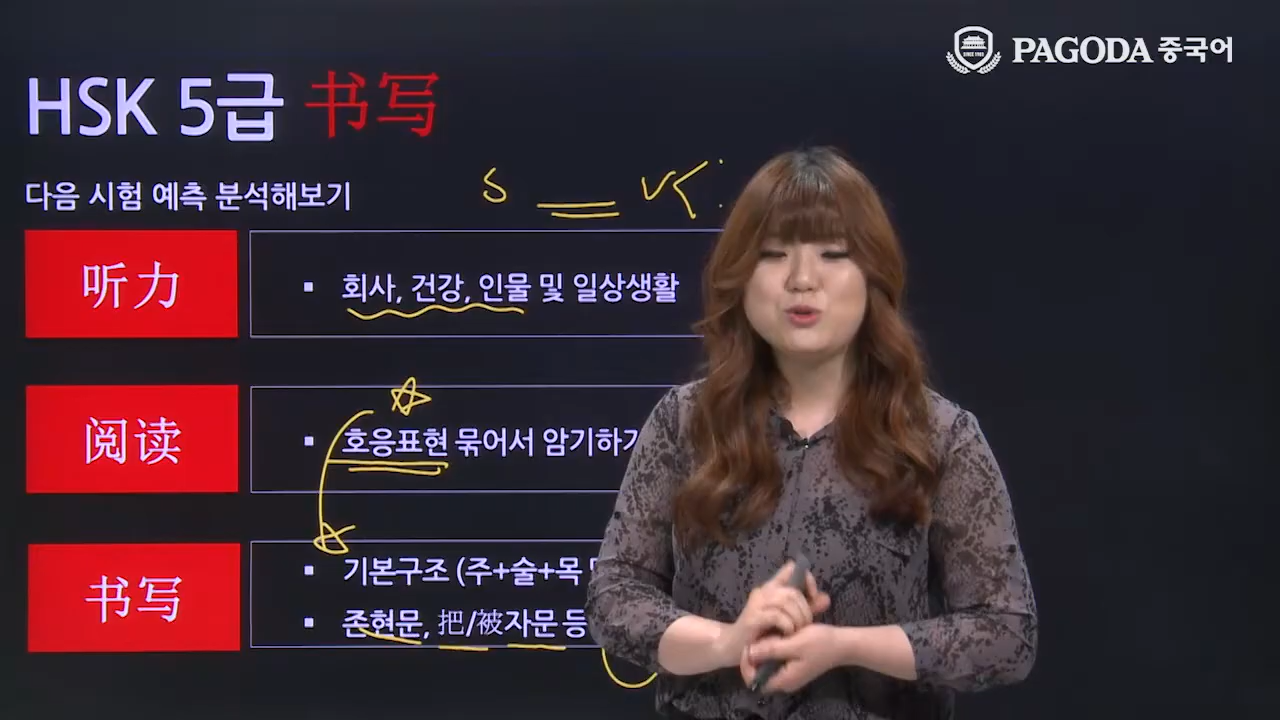 PAGODA 중국어
SINCE 1969
HSK 5급 书写
다음 시험 예측 분석해보기
S V
听力
▪ 회사, 건강, 인물 및 일상생활
阅读
▪ 호응표현 묶어서 암기하기
书写
▪ 기본구조 (주+술+목
▪ 존현문, 把/被자문 등